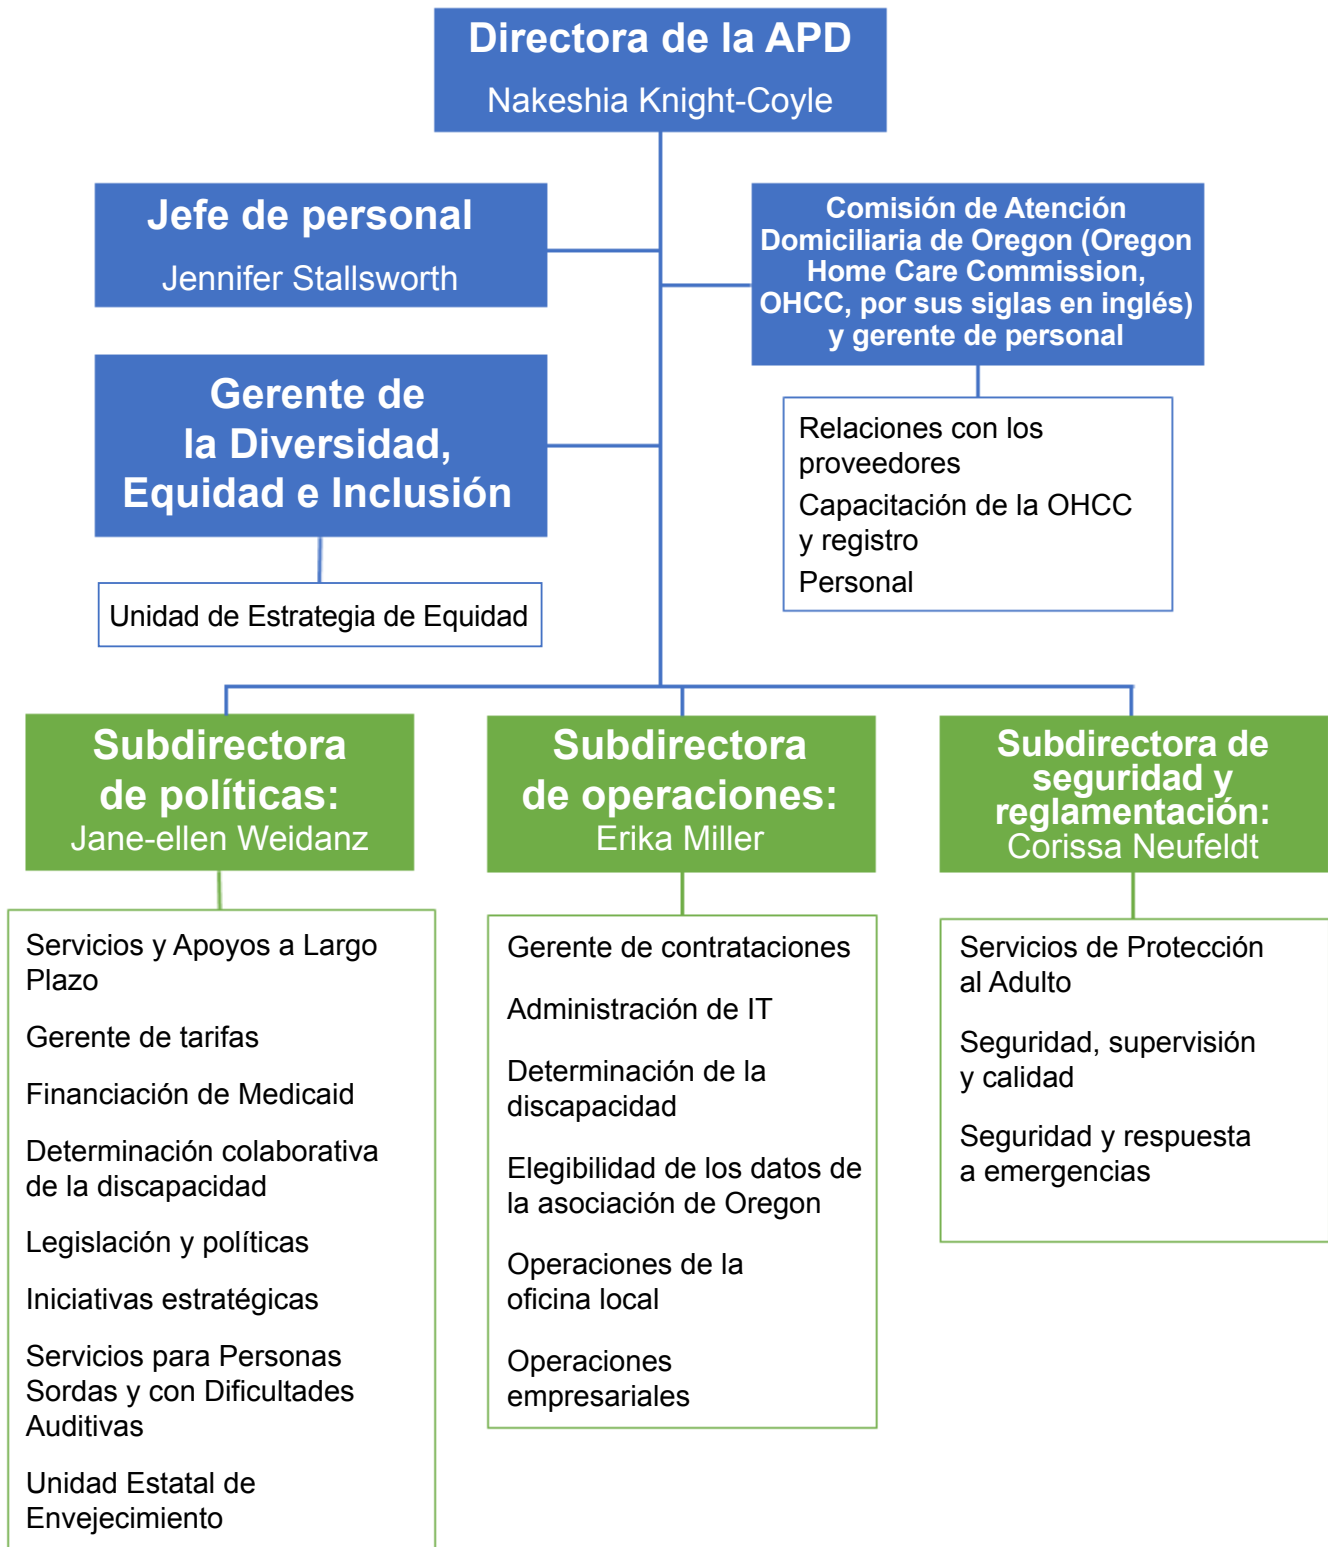 Directora de la APD
Nakeshia Knight-Coyle
Jefe de personal
Jennifer Stallsworth
Comisión de Atención
Domiciliaria de Oregon (Oregon
Home Care Commission,
OHCC, por sus siglas en inglés)
y gerente de personal
Gerente de
la Diversidad,
Equidad e Inclusión
Relaciones con los
proveedores
Capacitación de la OHCC
y registro
Personal
Unidad de Estrategia de Equidad
Subdirectora
de políticas:
Jane-ellen Weidanz
Servicios y Apoyos a Largo
Plazo
Gerente de tarifas
Financiación de Medicaid
Determinación colaborativa
de la discapacidad
Legislación y políticas
Iniciativas estratégicas
Servicios para Personas
Sordas y con Dificultades
Auditivas
Unidad Estatal de
Envejecimiento
Subdirectora
de operaciones:
Erika Miller
Gerente de contrataciones
Administración de IT
Determinación de la
discapacidad
Elegibilidad de los datos de
la asociación de Oregon
Operaciones de la
oficina local
Operaciones
empresariales
Subdirectora de
seguridad y
reglamentación:
Corissa Neufeldt
Servicios de Protección
al Adulto
Seguridad, supervisión
y calidad
Seguridad y respuesta
a emergencias